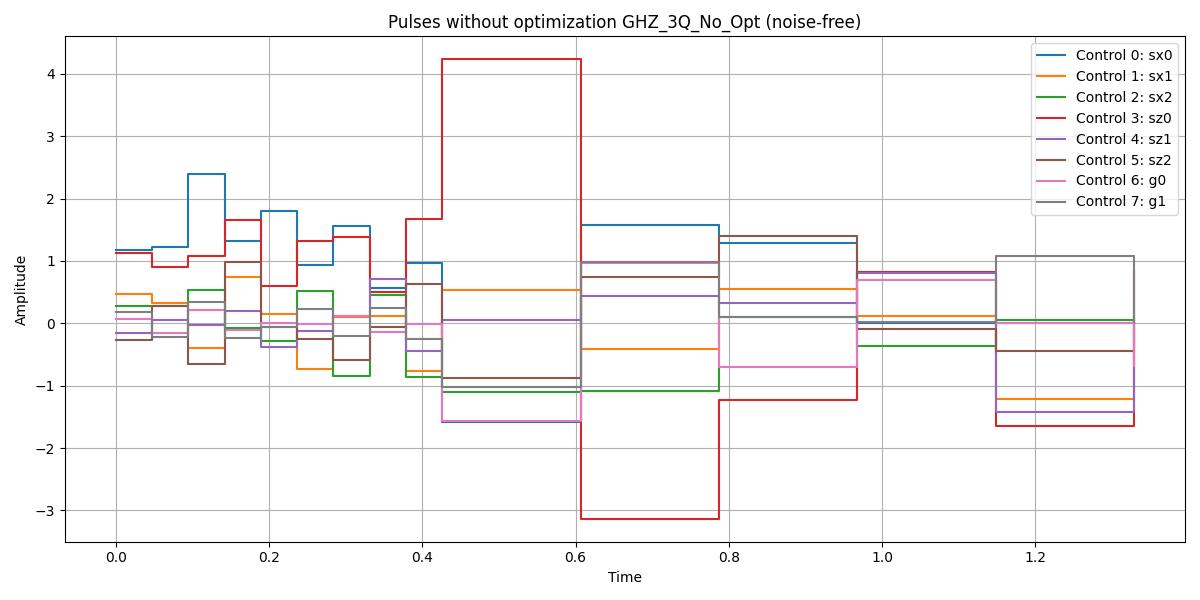 Pulses without optimization GHZ_3Q_No_Opt (noise-free)
Control 0: sx0
Control 1: sx1
Control 2: sx2
Control 3: sz0
Control 4: sz1
Control 5: sz2
Control 6: g0
Control 7: g1
Amplitude
4
3
2
1
0
−1
−2
−3
0.0 0.2 0.4 0.6 0.8 1.0 1.2
Time